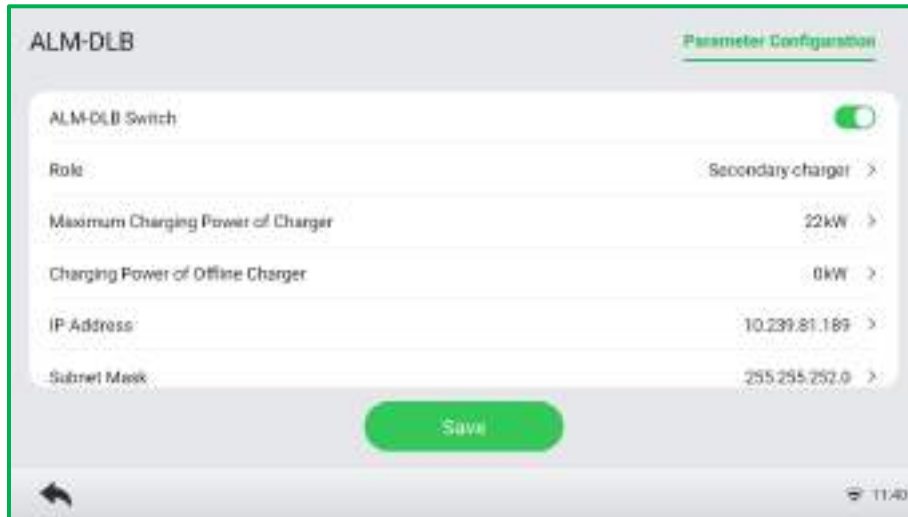 ALM-DLB
Parameter Configuration
ALM-DLB Switch
Role Secondary charger >
Maximum Charging Power of Charger 22kW >
Charging Power of Offline Charger 0kW >
IP Address 10.239.81.189 >
Subnet Mask 255.255.252.0 >
Save
11:40